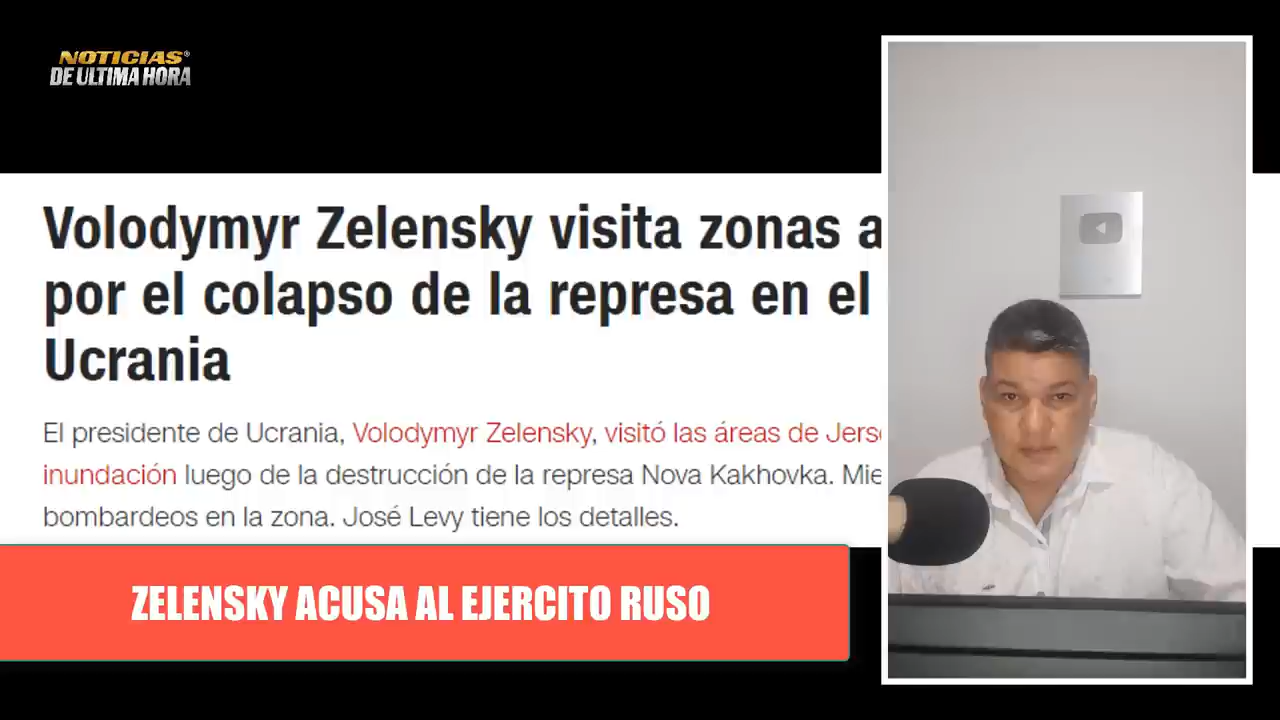 NOTICIAS®
DE ULTIMA HORA
Volodymyr Zelensky visita zonas a
por el colapso de la represa en el
Ucrania
El presidente de Ucrania, Volodymyr Zelensky, visitó las áreas de Jers
inundación luego de la destrucción de la represa Nova Kakhovka. Mie
bombardeos en la zona. José Levy tiene los detalles.
ZELENSKY ACUSA AL EJERCITO RUSO